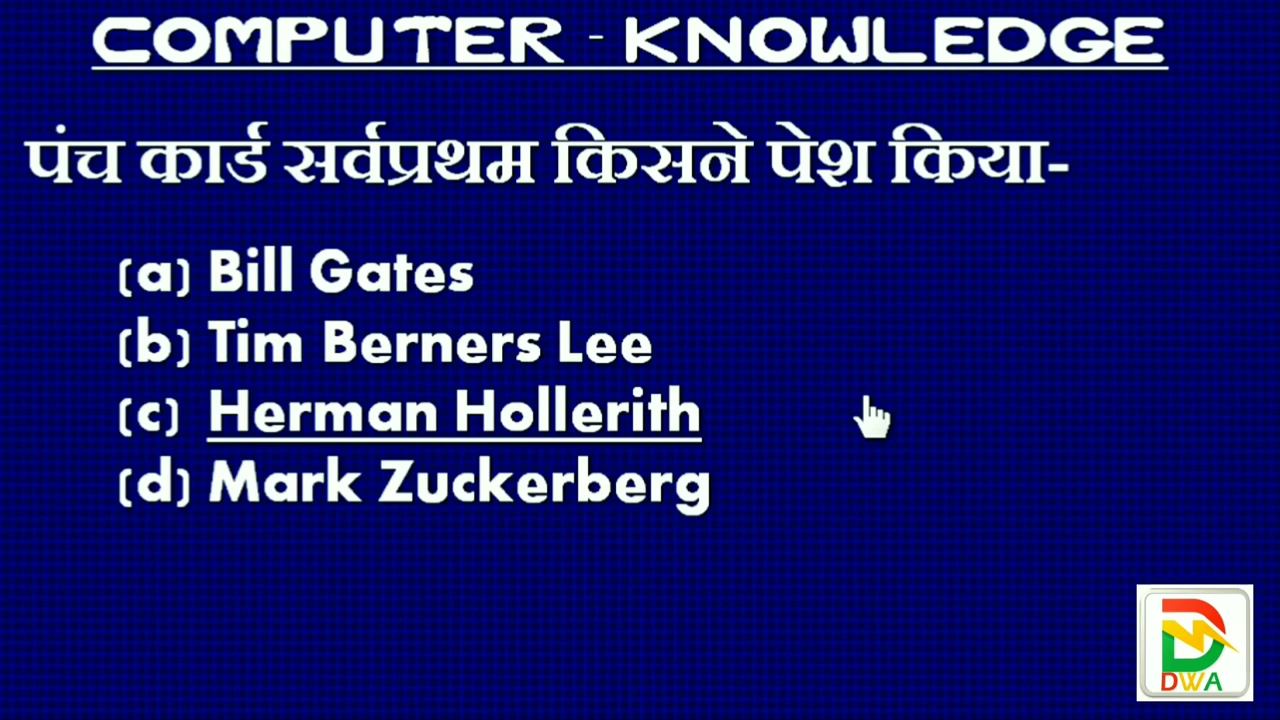 COMPUTER - KNOWLEDGE
पंच कार्ड सर्वप्रथम किसने पेश किया-
(a) Bill Gates
(b) Tim Berners Lee
(c) Herman Hollerith
(d) Mark Zuckerberg
DWA